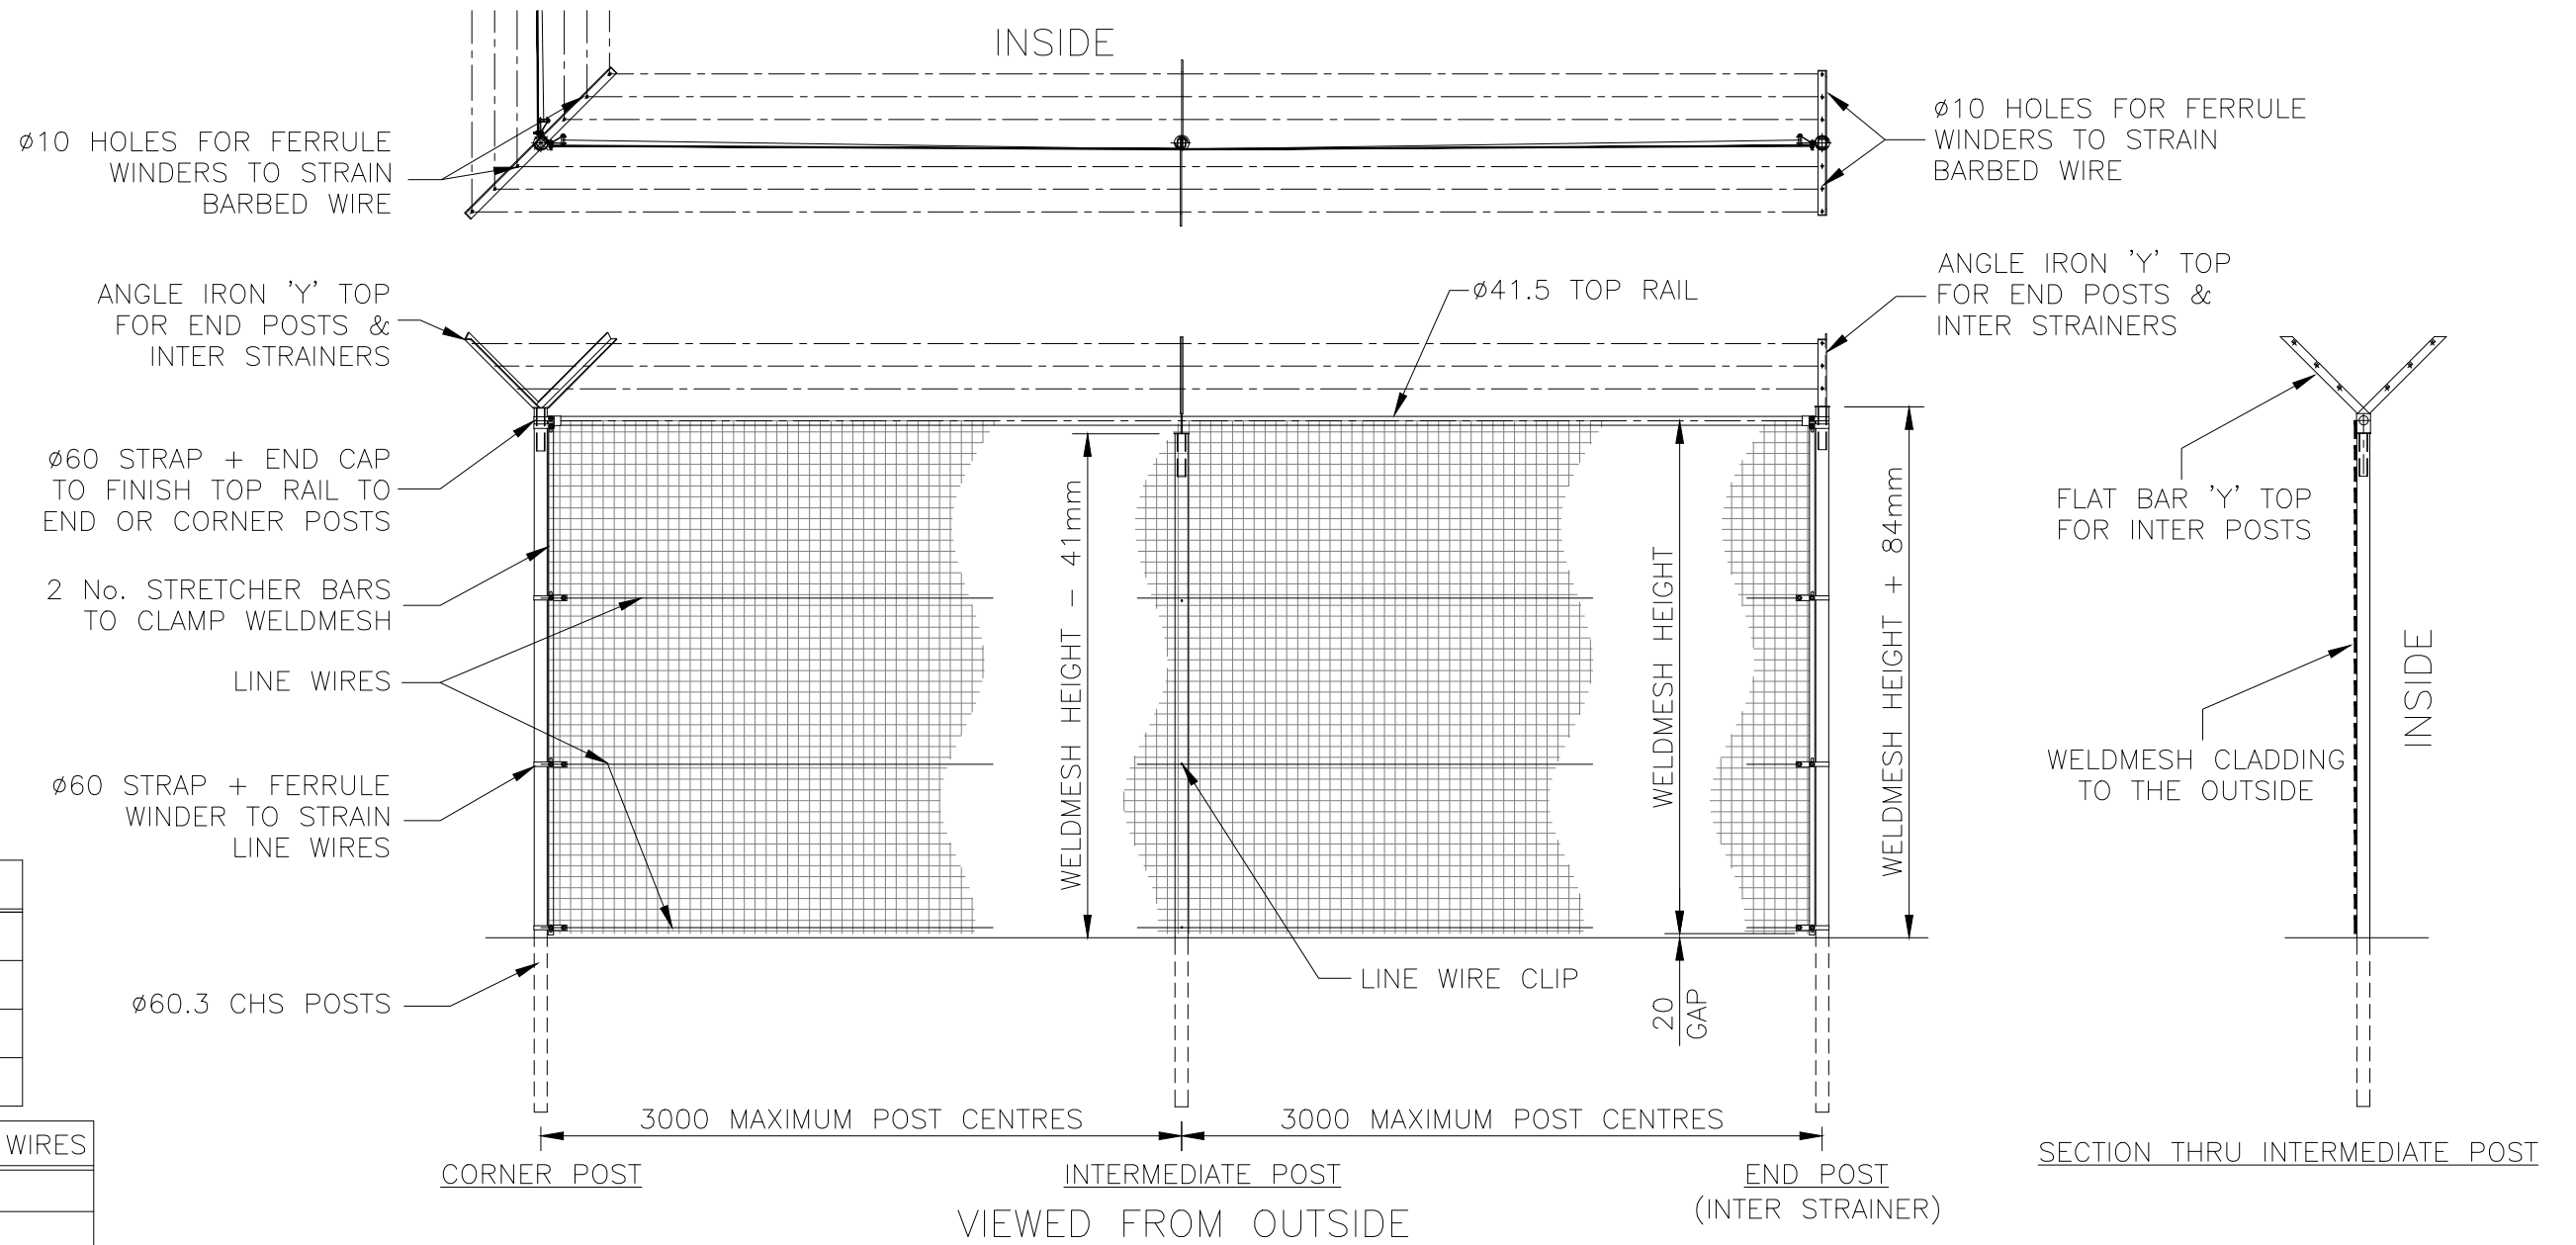 INSIDE
Ø10 HOLES FOR FERRULE
WINDERS TO STRAIN
BARBED WIRE
Ø10 HOLES FOR FERRULE
WINDERS TO STRAIN
BARBED WIRE
ANGLE IRON 'Y' TOP
FOR END POSTS &
INTER STRAINERS
Ø41.5 TOP RAIL
ANGLE IRON 'Y' TOP
FOR END POSTS &
INTER STRAINERS
Ø60 STRAP + END CAP
TO FINISH TOP RAIL TO
END OR CORNER POSTS
2 No. STRETCHER BARS
TO CLAMP WELDMESH
LINE WIRES
Ø60 STRAP + FERRULE
WINDER TO STRAIN
LINE WIRES
Ø60.3 CHS POSTS
WELDMESH HEIGHT - 41mm
WELDMESH HEIGHT
WELDMESH HEIGHT + 84mm
20
GAP
LINE WIRE CLIP
FLAT BAR 'Y' TOP
FOR INTER POSTS
INSIDE
WELDMESH CLADDING
TO THE OUTSIDE
3000 MAXIMUM POST CENTRES
3000 MAXIMUM POST CENTRES
WIRES
CORNER POST
INTERMEDIATE POST
END POST
(INTER STRAINER)
SECTION THRU INTERMEDIATE POST
VIEWED FROM OUTSIDE